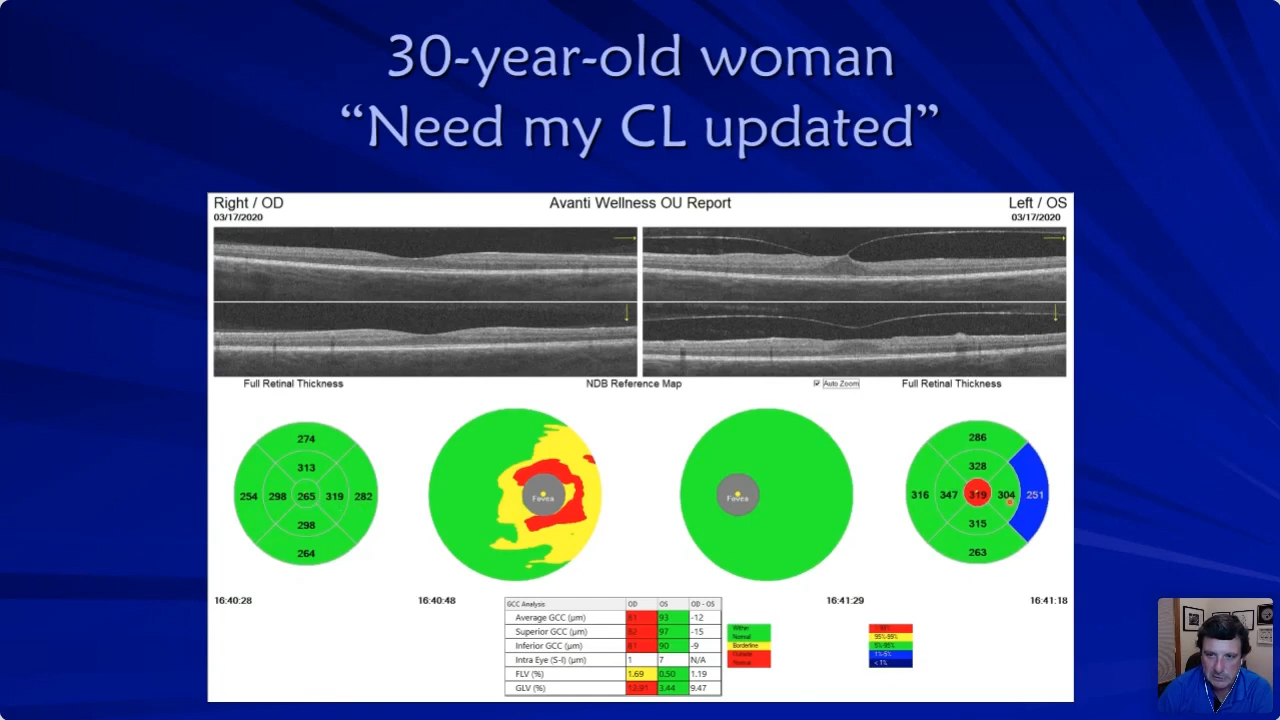 30-year-old woman
“Need my CL updated”
Right / OD
03/17/2020
Avanti Wellness OU Report
Left / OS
03/17/2020
Full Retinal Thickness
NDB Reference Map
Auto Zoom
Full Retinal Thickness
274
313
254 298 265 319 282
298
264
Fovea
Fovea
286
328
316 347 319 304 251
315
263
16:40:28
16:40:48
16:41:29
16:41:18
GCC Analysis OD OS OD - OS
Average GCC (µm) 81 93 -12
Superior GCC (µm) 82 97 -15
Inferior GCC (µm) 81 90 -9
Intra Eye (S-I) (µm) 1 7 N/A
FLV (%) 1.69 0.50 1.19
GLV (%) 12.91 3.44 9.47
Within
Normal
Borderline
Outside
Normal
95%-99%
5%-95%
1%-5%
< 1%